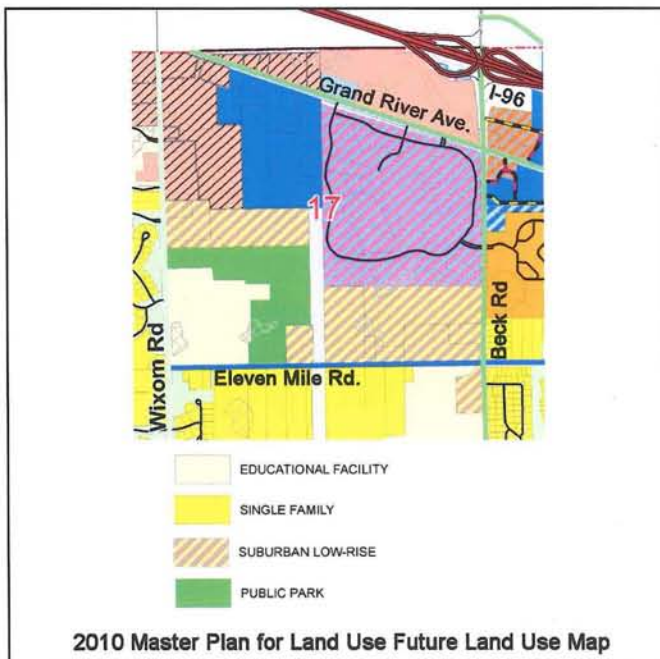 I-96
Grand River Ave.
17
Wixom Rd
Beck Rd
Eleven Mile Rd.
EDUCATIONAL FACILITY
SINGLE FAMILY
SUBURBAN LOW-RISE
PUBLIC PARK
2010 Master Plan for Land Use Future Land Use Map